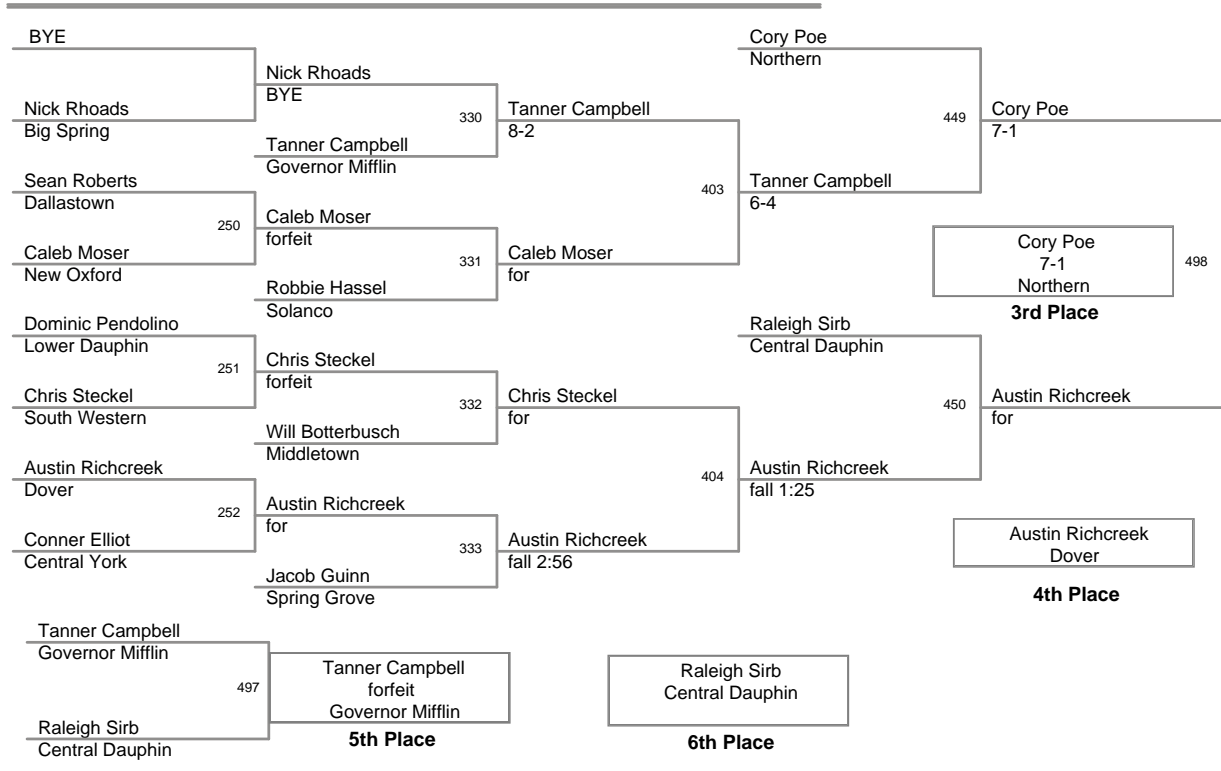 BYE
Nick Rhoads
Big Spring
Sean Roberts
Dallastown
250
Caleb Moser
New Oxford
Dominic Pendolino
Lower Dauphin
251
Chris Steckel
South Western
Austin Richcreek
Dover
252
Conner Elliot
Central York
Nick Rhoads
BYE
330
Tanner Campbell
Governor Mifflin
Caleb Moser
forfeit
331
Robbie Hassel
Solanco
Chris Steckel
forfeit
332
Will Botterbusch
Middletown
Austin Richcreek
for
333
Jacob Guinn
Spring Grove
Tanner Campbell
8-2
403
Caleb Moser
for
Chris Steckel
for
404
Austin Richcreek
fall 2:56
Cory Poe
Northern
449
Tanner Campbell
6-4
Raleigh Sirb
Central Dauphin
450
Austin Richcreek
fall 1:25
Cory Poe
7-1
Cory Poe
7-1
Northern
498
3rd Place
Austin Richcreek
for
Austin Richcreek
Dover
4th Place
Tanner Campbell
Governor Mifflin
497
Raleigh Sirb
Central Dauphin
Tanner Campbell
forfeit
Governor Mifflin
5th Place
Raleigh Sirb
Central Dauphin
6th Place